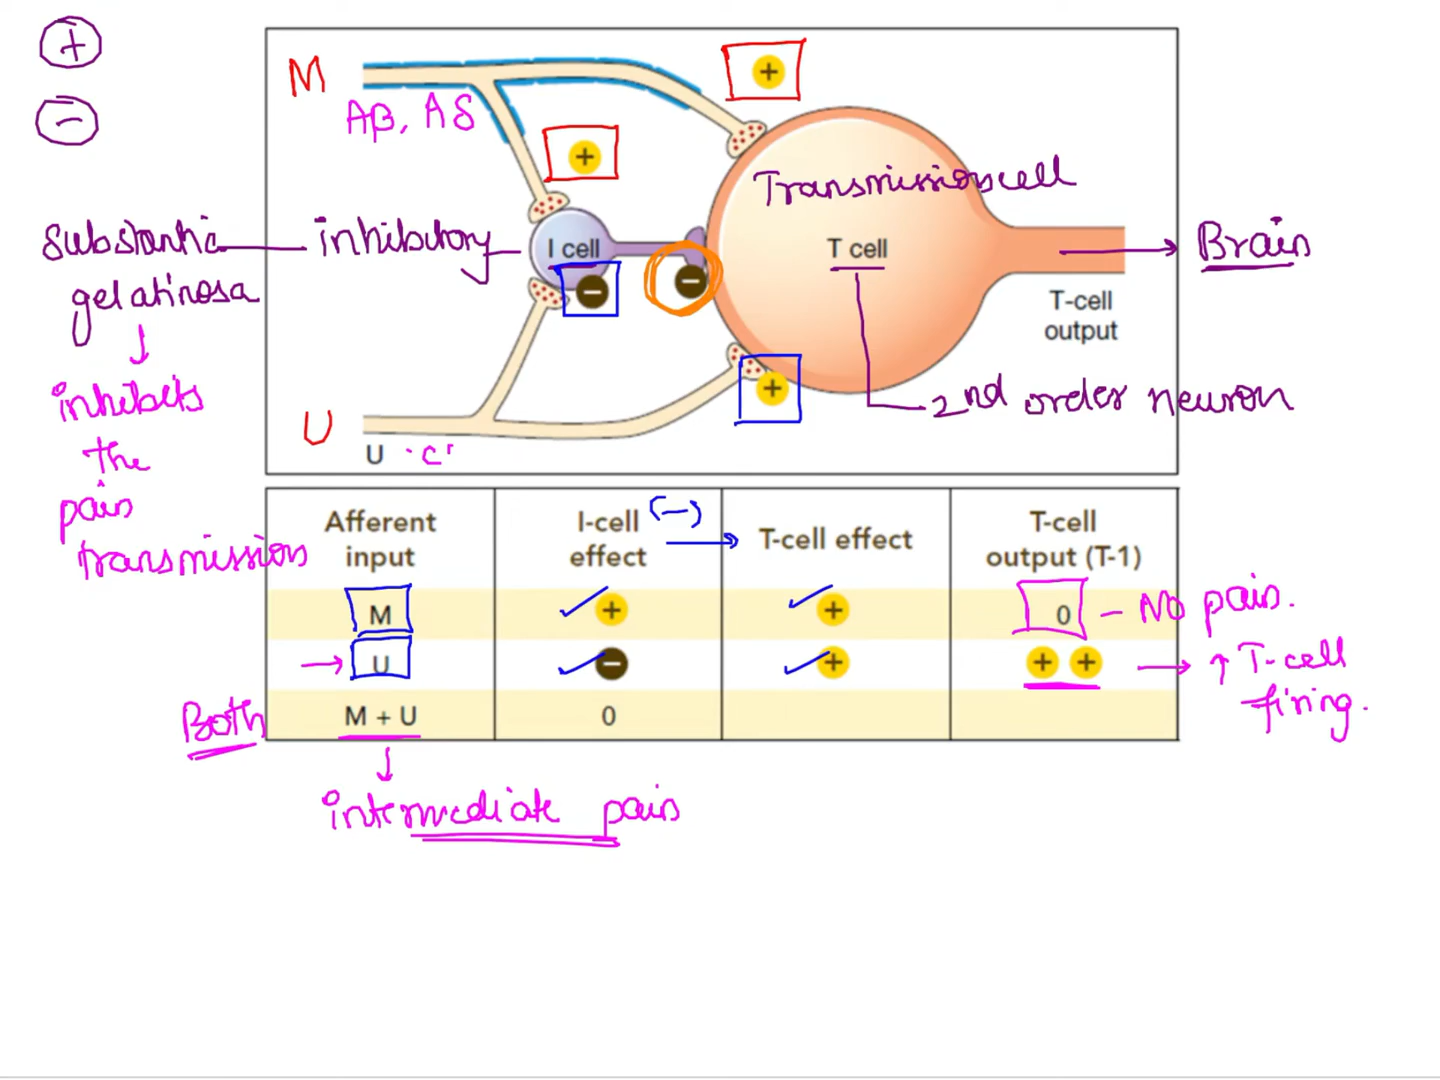 +
−
M
Aβ, Aδ
+
+
Transmission cell
substantia
gelatinosa
inhibitory
I cell
−
−
T cell
Brain
T-cell
output
↓
inhibits
the
pain
transmission
+
2nd order neuron
U
U "C"
Afferent
input
I-cell
effect
(−)
→
T-cell effect
T-cell
output (T-1)
M
+
+
0 – No pain.
→ U
−
+
+ + → ↑ T-cell
firing.
Both
M + U
0
↓
intermediate pain